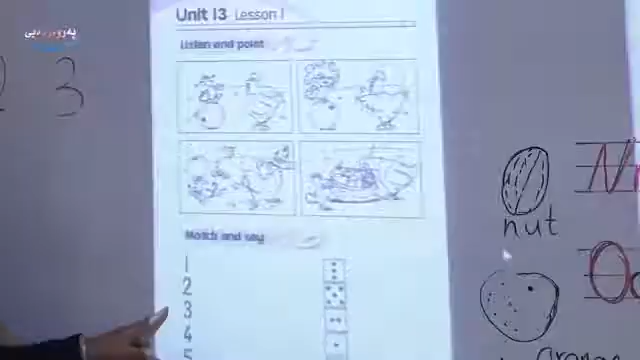 2 3
Unit 13 Lesson 1
Listen and point
Match and say
1
2
3
4
5
nut
N
O
orange